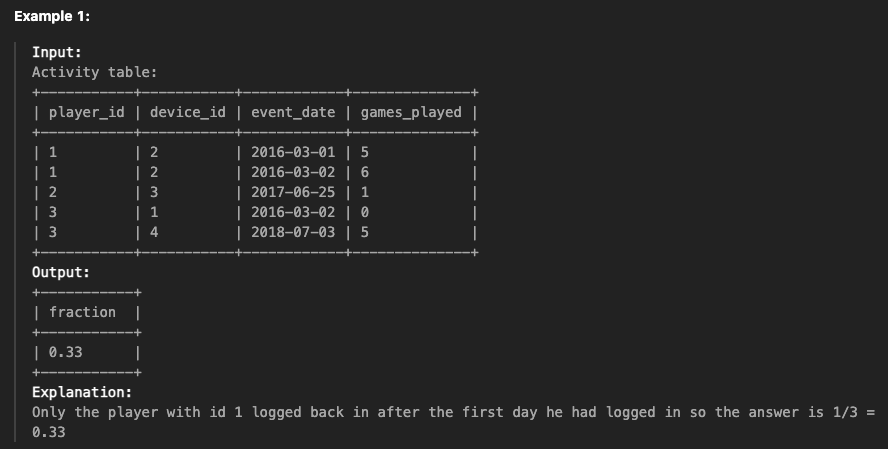 Example 1:
Input:
Activity table:
+-----------+-----------+------------+--------------+
| player_id | device_id | event_date | games_played |
+-----------+-----------+------------+--------------+
| 1         | 2         | 2016-03-01 | 5            |
| 1         | 2         | 2016-03-02 | 6            |
| 2         | 3         | 2017-06-25 | 1            |
| 3         | 1         | 2016-03-02 | 0            |
| 3         | 4         | 2018-07-03 | 5            |
+-----------+-----------+------------+--------------+
Output:
+-----------+
| fraction  |
+-----------+
| 0.33      |
+-----------+
Explanation:
Only the player with id 1 logged back in after the first day he had logged in so the answer is 1/3 =
0.33